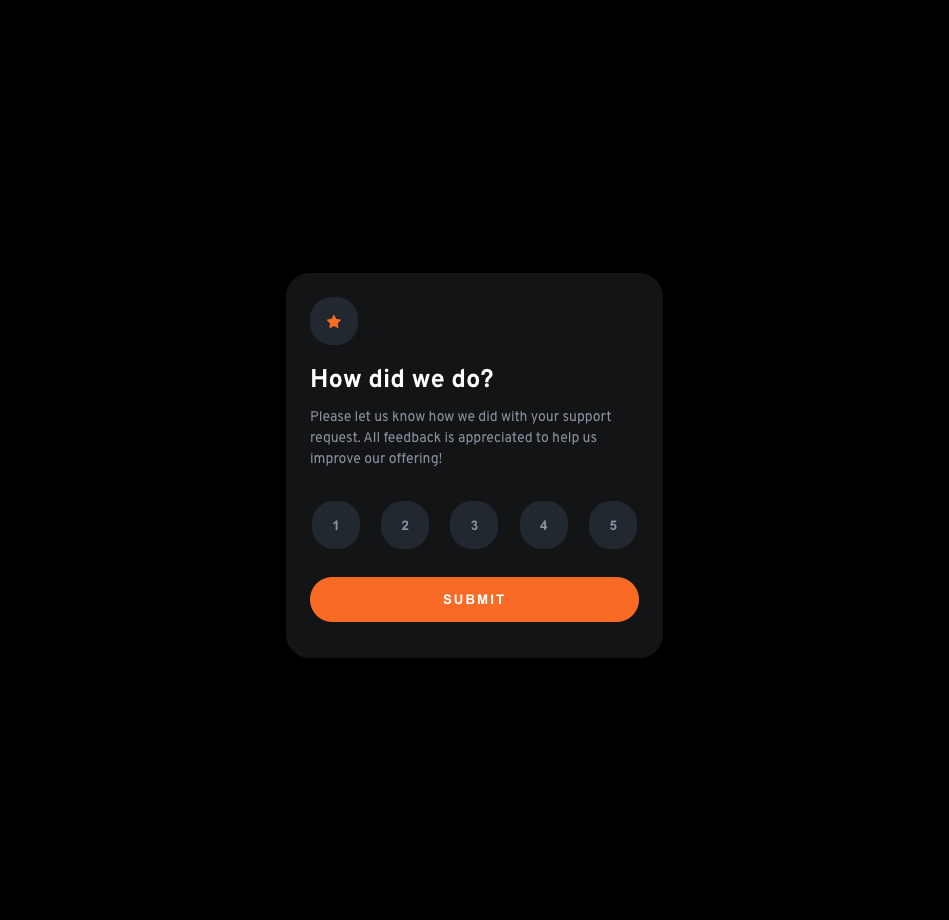 How did we do?
Please let us know how we did with your support
request. All feedback is appreciated to help us
improve our offering!
1 2 3 4 5
SUBMIT